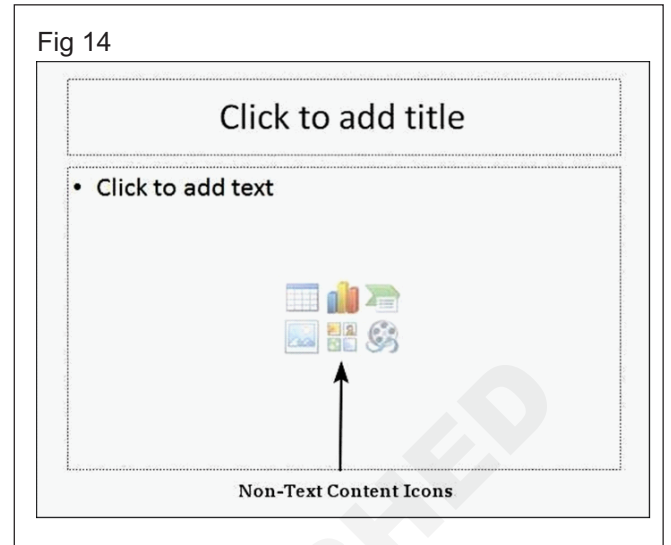 Fig 14
Click to add title
• Click to add text
Non-Text Content Icons